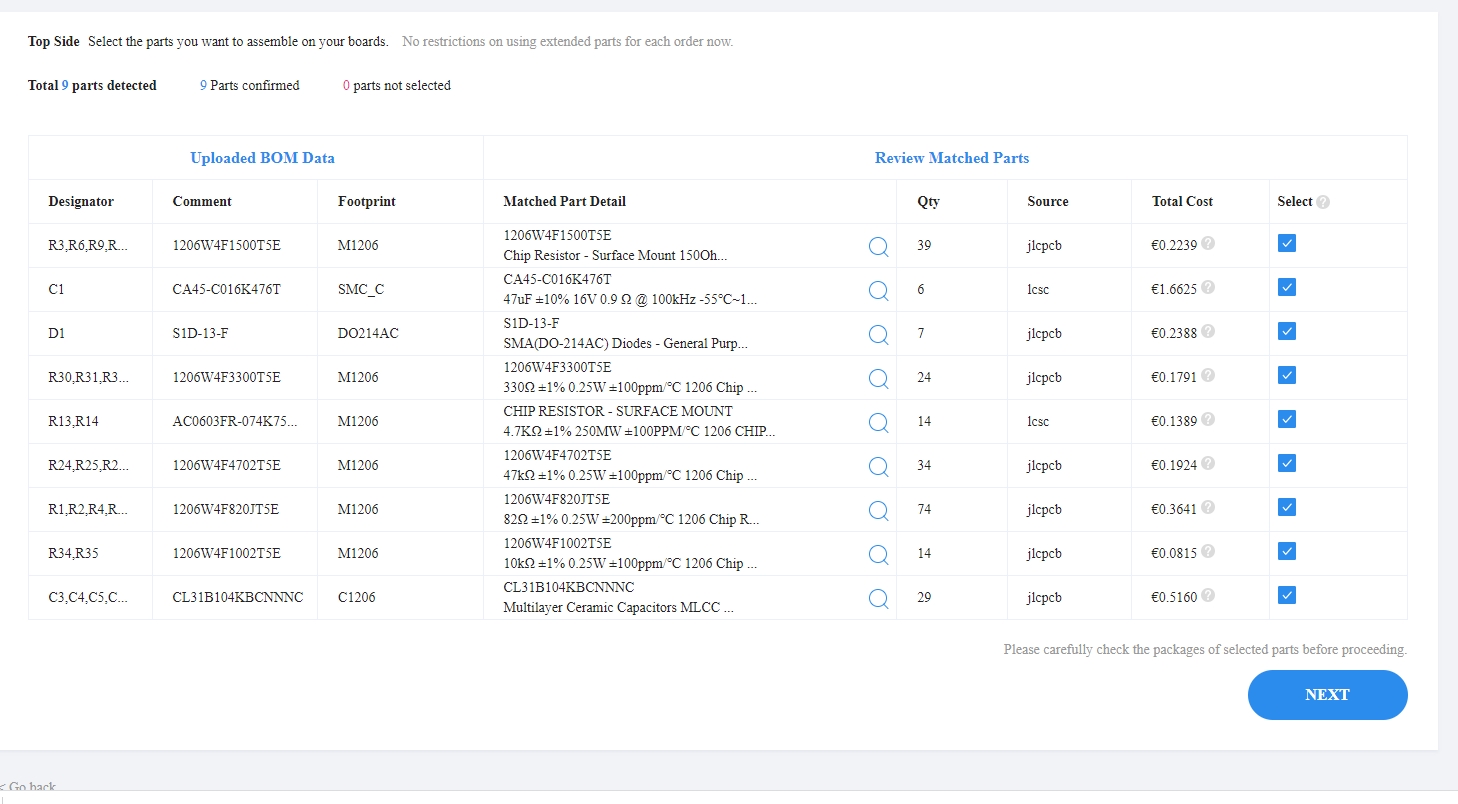 Top Side Select the parts you want to assemble on your boards. No restrictions on using extended parts for each order now.
Total 9 parts detected 9 Parts confirmed 0 parts not selected
Uploaded BOM Data Review Matched Parts
Designator Comment Footprint Matched Part Detail Qty Source Total Cost Select ?
R3,R6,R9,R... 1206W4F1500T5E M1206 1206W4F1500T5E 39 jlcpcb €0.2239 ?
Chip Resistor - Surface Mount 150Oh...
C1 CA45-C016K476T SMC_C CA45-C016K476T 6 lcsc €1.6625 ?
47uF ±10% 16V 0.9 Ω @ 100kHz -55℃~1...
D1 S1D-13-F DO214AC S1D-13-F 7 jlcpcb €0.2388 ?
SMA(DO-214AC) Diodes - General Purp...
R30,R31,R3... 1206W4F3300T5E M1206 1206W4F3300T5E 24 jlcpcb €0.1791 ?
330Ω ±1% 0.25W ±100ppm/℃ 1206 Chip ...
R13,R14 AC0603FR-074K75... M1206 CHIP RESISTOR - SURFACE MOUNT 14 lcsc €0.1389 ?
4.7KΩ ±1% 250MW ±100PPM/℃ 1206 CHIP...
R24,R25,R2... 1206W4F4702T5E M1206 1206W4F4702T5E 34 jlcpcb €0.1924 ?
47kΩ ±1% 0.25W ±100ppm/℃ 1206 Chip ...
R1,R2,R4,R... 1206W4F820JT5E M1206 1206W4F820JT5E 74 jlcpcb €0.3641 ?
82Ω ±1% 0.25W ±200ppm/℃ 1206 Chip R...
R34,R35 1206W4F1002T5E M1206 1206W4F1002T5E 14 jlcpcb €0.0815 ?
10kΩ ±1% 0.25W ±100ppm/℃ 1206 Chip ...
C3,C4,C5,C... CL31B104KBCNNNC C1206 CL31B104KBCNNNC 29 jlcpcb €0.5160 ?
Multilayer Ceramic Capacitors MLCC ...
Please carefully check the packages of selected parts before proceeding.
NEXT
< Go back